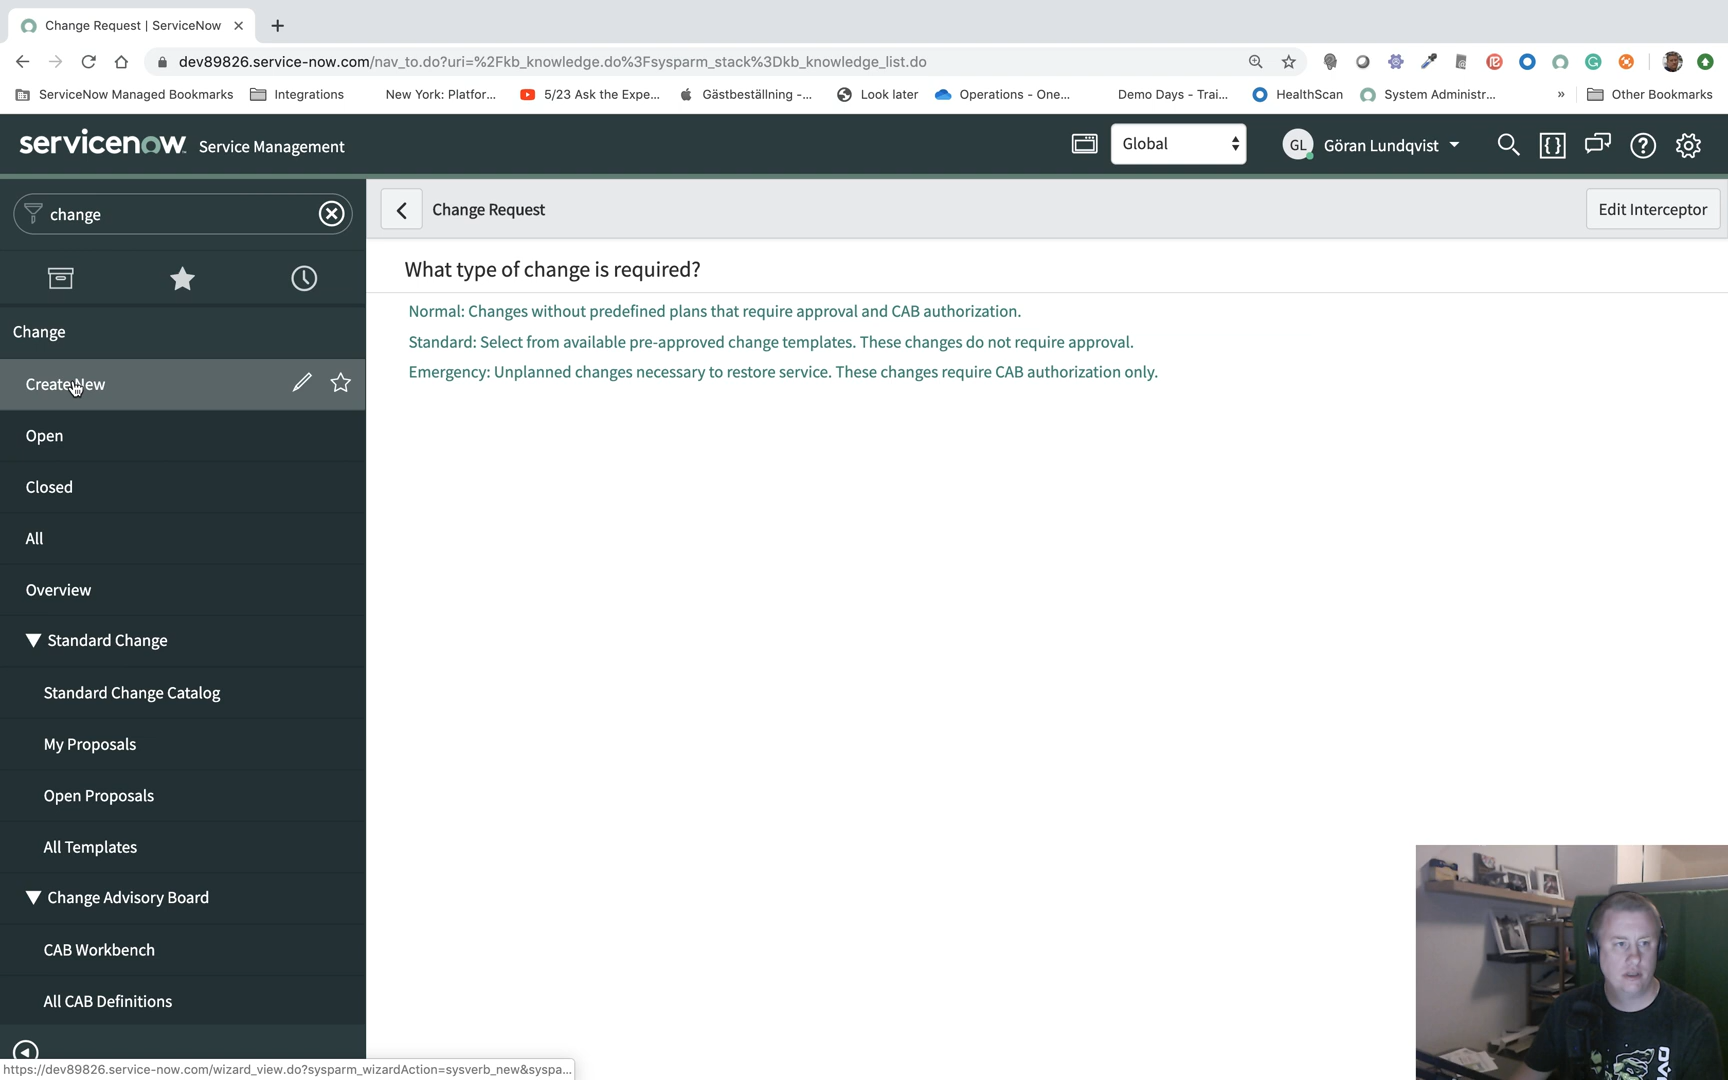 Change Request | ServiceNow
dev89826.service-now.com/nav_to.do?uri=%2Fkb_knowledge.do%3Fsysparm_stack%3Dkb_knowledge_list.do
ServiceNow Managed Bookmarks Integrations New York: Platfor... 5/23 Ask the Expe... Gästbeställning -... Look later Operations - One... Demo Days - Trai... HealthScan System Administr... » Other Bookmarks
servicenow Service Management
Global
GL Göran Lundqvist
change
Change Request
Edit Interceptor
What type of change is required?
Normal: Changes without predefined plans that require approval and CAB authorization.
Standard: Select from available pre-approved change templates. These changes do not require approval.
Emergency: Unplanned changes necessary to restore service. These changes require CAB authorization only.
Change
Create New
Open
Closed
All
Overview
Standard Change
Standard Change Catalog
My Proposals
Open Proposals
All Templates
Change Advisory Board
CAB Workbench
All CAB Definitions
https://dev89826.service-now.com/wizard_view.do?sysparm_wizardAction=sysverb_new&syspa...